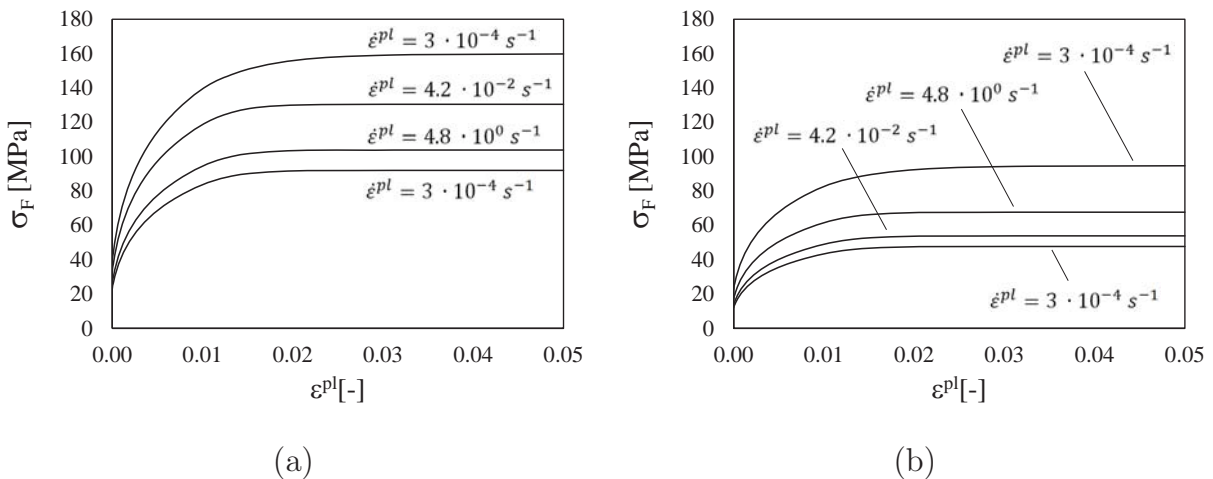 180
160
140
120
100
80
60
40
20
0
σF [MPa]
ε̇ᵖˡ = 3 · 10⁻⁴ s⁻¹
ε̇ᵖˡ = 4.2 · 10⁻² s⁻¹
ε̇ᵖˡ = 4.8 · 10⁰ s⁻¹
ε̇ᵖˡ = 3 · 10⁻⁴ s⁻¹
0.00 0.01 0.02 0.03 0.04 0.05
εᵖˡ[-]
(a)
180
160
140
120
100
80
60
40
20
0
σF [MPa]
ε̇ᵖˡ = 3 · 10⁻⁴ s⁻¹
ε̇ᵖˡ = 4.8 · 10⁰ s⁻¹
ε̇ᵖˡ = 4.2 · 10⁻² s⁻¹
ε̇ᵖˡ = 3 · 10⁻⁴ s⁻¹
0.00 0.01 0.02 0.03 0.04 0.05
εᵖˡ[-]
(b)